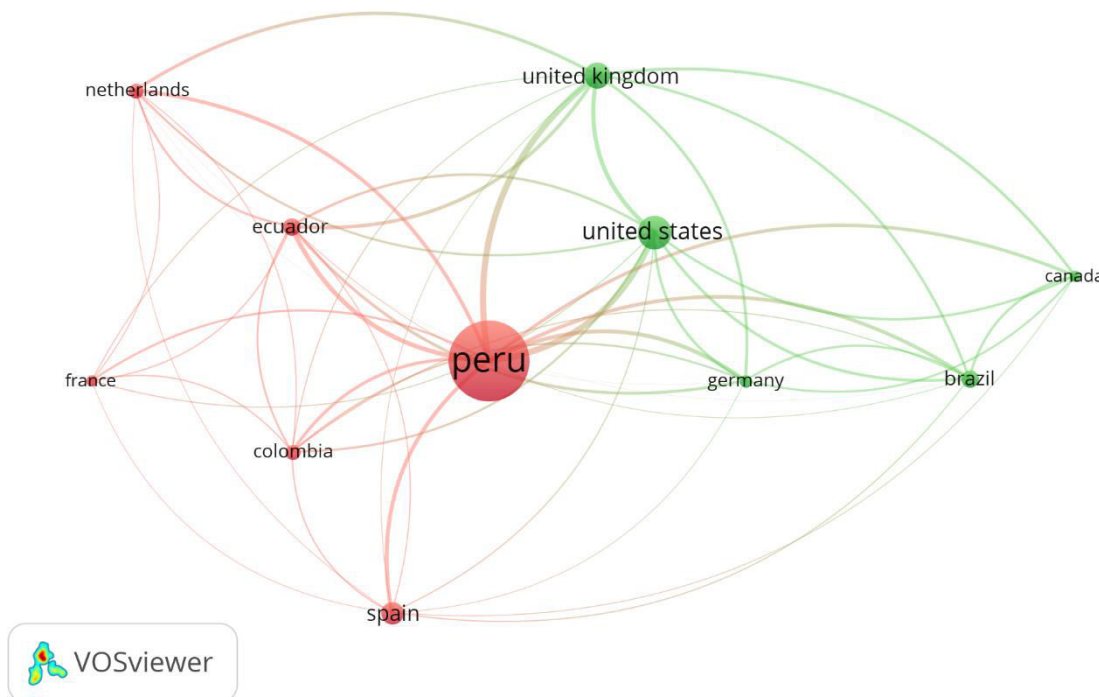 united kingdom
netherlands
ecuador
united states
canada
peru
france
germany
brazil
colombia
spain
VOSviewer